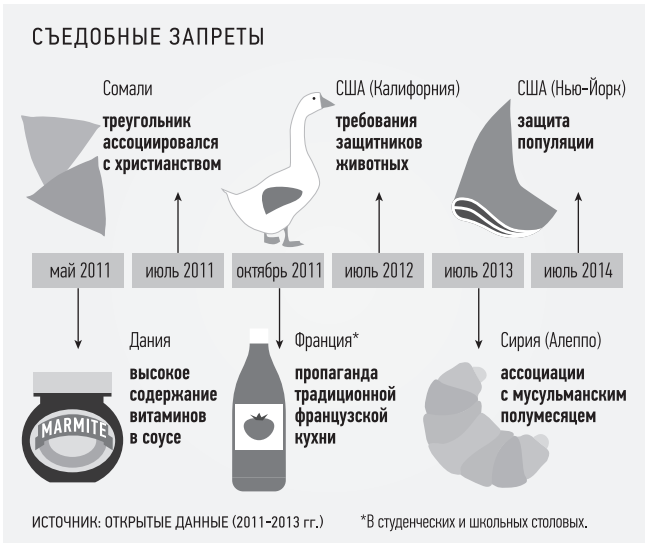 СЪЕДОБНЫЕ ЗАПРЕТЫ
Сомали
треугольник
ассоциировался
с христианством
США (Калифорния)
требования
защитников
животных
США (Нью-Йорк)
защита
популяции
май 2011
июль 2011
октябрь 2011
июль 2012
июль 2013
июль 2014
Дания
высокое
содержание
витаминов
в соусе
MARMITE
Франция*
пропаганда
традиционной
французской
кухни
Сирия (Алеппо)
ассоциации
с мусульманским
полумесяцем
ИСТОЧНИК: ОТКРЫТЫЕ ДАННЫЕ (2011-2013 гг.)
*В студенческих и школьных столовых.